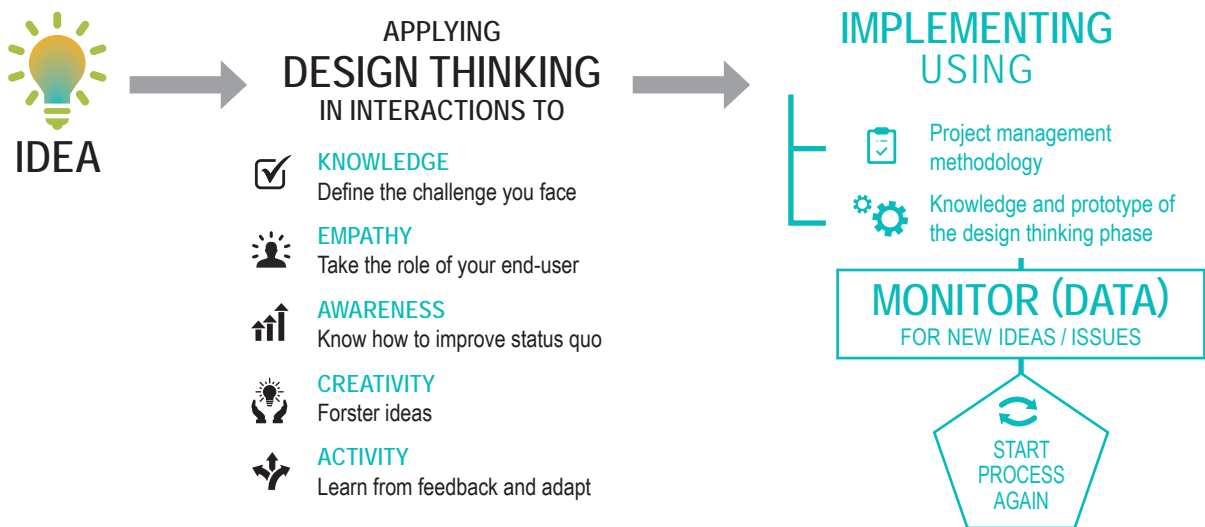 IDEA
APPLYING
DESIGN THINKING
IN INTERACTIONS TO
KNOWLEDGE
Define the challenge you face
EMPATHY
Take the role of your end-user
AWARENESS
Know how to improve status quo
CREATIVITY
Forster ideas
ACTIVITY
Learn from feedback and adapt
IMPLEMENTING
USING
Project management
methodology
Knowledge and prototype of
the design thinking phase
MONITOR (DATA)
FOR NEW IDEAS / ISSUES
START
PROCESS
AGAIN